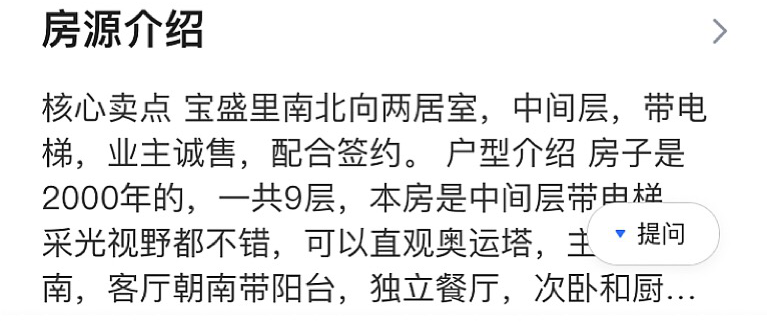 房源介绍
核心卖点 宝盛里南北向两居室，中间层，带电
梯，业主诚售，配合签约。 户型介绍 房子是
2000年的，一共9层，本房是中间层带电梯
采光视野都不错，可以直观奥运塔，主
提问
南，客厅朝南带阳台，独立餐厅，次卧和厨...